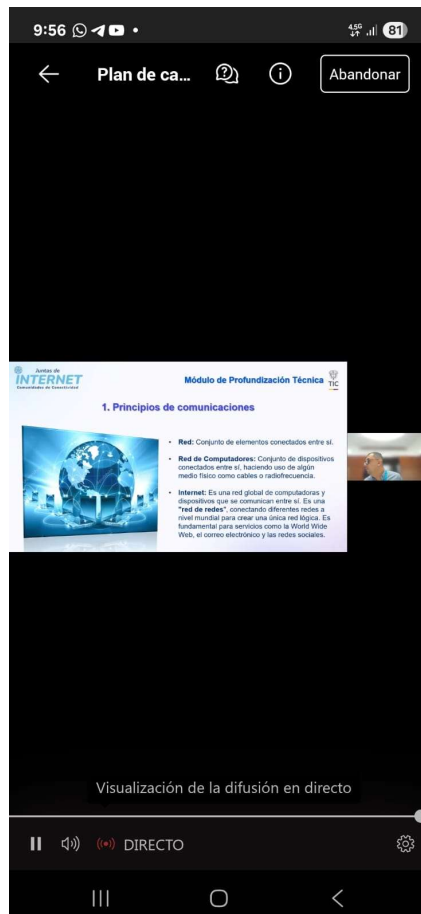 9:56
4.5G 81
Plan de ca... Abandonar
Juntas de
INTERNET
Comunidades de Conectividad
Módulo de Profundización Técnica
TIC
1. Principios de comunicaciones
• Red: Conjunto de elementos conectados entre sí.
• Red de Computadores: Conjunto de dispositivos
conectados entre sí, haciendo uso de algún
medio físico como cables o radiofrecuencia.
• Internet: Es una red global de computadoras y
dispositivos que se comunican entre sí. Es una
"red de redes", conectando diferentes redes a
nivel mundial para crear una única red lógica. Es
fundamental para servicios como la World Wide
Web, el correo electrónico y las redes sociales.
Visualización de la difusión en directo
DIRECTO